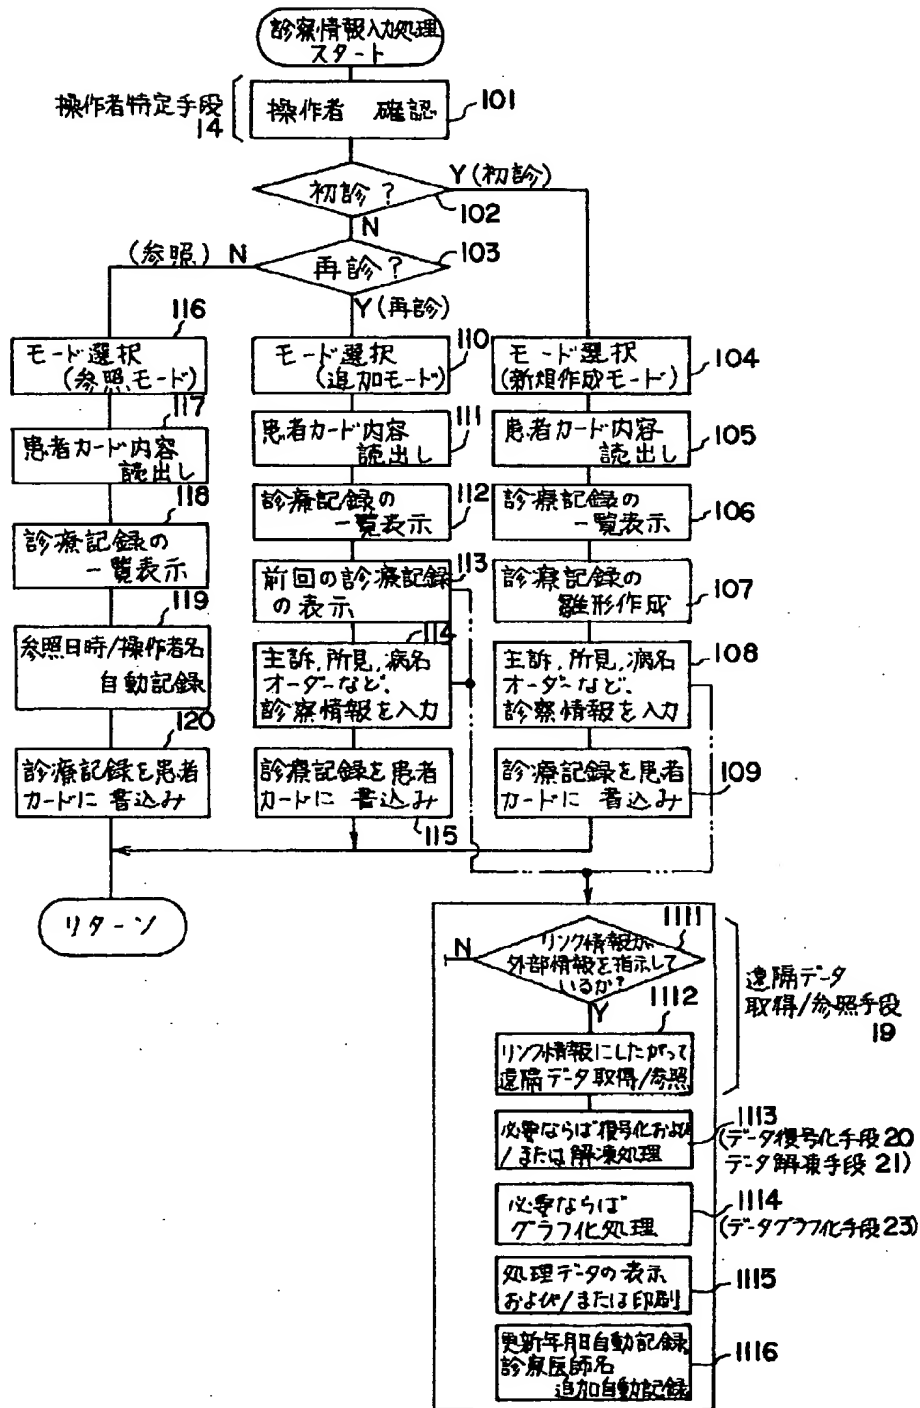 診察情報入力処理
スタート
操作者特定手段
14
操作者 確認
101
初診?
Y(初診)
102
N
(参照) N
再診?
103
Y(再診)
116
モード選択
(参照モード)
モード選択
(追加モード)
110
モード選択
(新規作成モード)
104
117
患者カード内容
読出し
患者カード内容
読出し
111
患者カード内容
読出し
105
118
診療記録の
一覧表示
診療記録の
一覧表示
112
診療記録の
一覧表示
106
119
参照日時/操作者名
自動記録
前回の診療記録
の表示
113
診療記録の
雛形作成
107
114
主訴,所見,病名
オーダーなど、
診察情報を入力
主訴,所見,病名
オーダーなど、
診察情報を入力
108
120
診療記録を患者
カードに書込み
診療記録を患者
カードに書込み
115
診療記録を患者
カードに書込み
109
リターン
1111
N
リンク情報が
外部情報を指示して
いるか?
Y
遠隔データ
取得/参照手段
19
1112
リンク情報にしたがって
遠隔データ取得/参照
必要ならば復号化および
/または解凍処理
1113
(データ復号化手段20
データ解凍手段21)
必要ならば
グラフ化処理
1114
(データグラフ化手段23)
処理データの表示
および/または印刷
1115
更新年月日自動記録
診察医師名
追加自動記録
1116